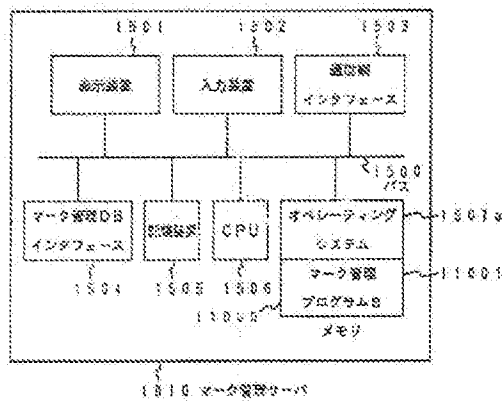 1501 1502 1503
表示装置 入力装置 通信網
インタフェース
1500
バス
マーク管理DB 記憶装置 CPU オペレーティング
インタフェース システム
1504 1505 1506 マーク管理
プログラムS
メモリ
1510 マーク管理サーバ